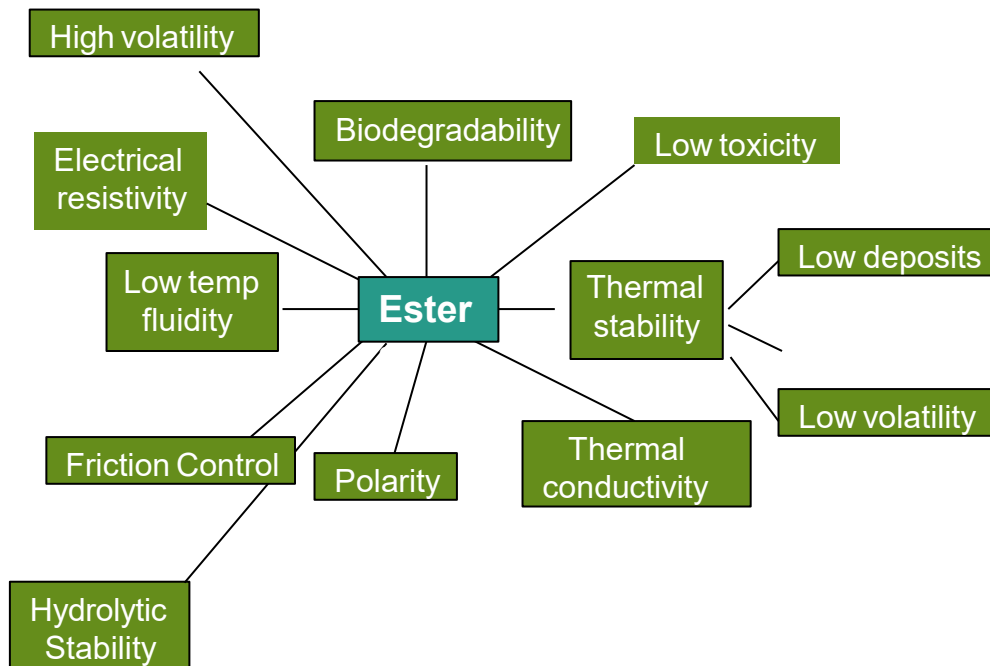 High volatility
Biodegradability
Low toxicity
Electrical
resistivity
Low deposits
Low temp
fluidity
Ester
Thermal
stability
Low volatility
Friction Control
Polarity
Thermal
conductivity
Hydrolytic
Stability